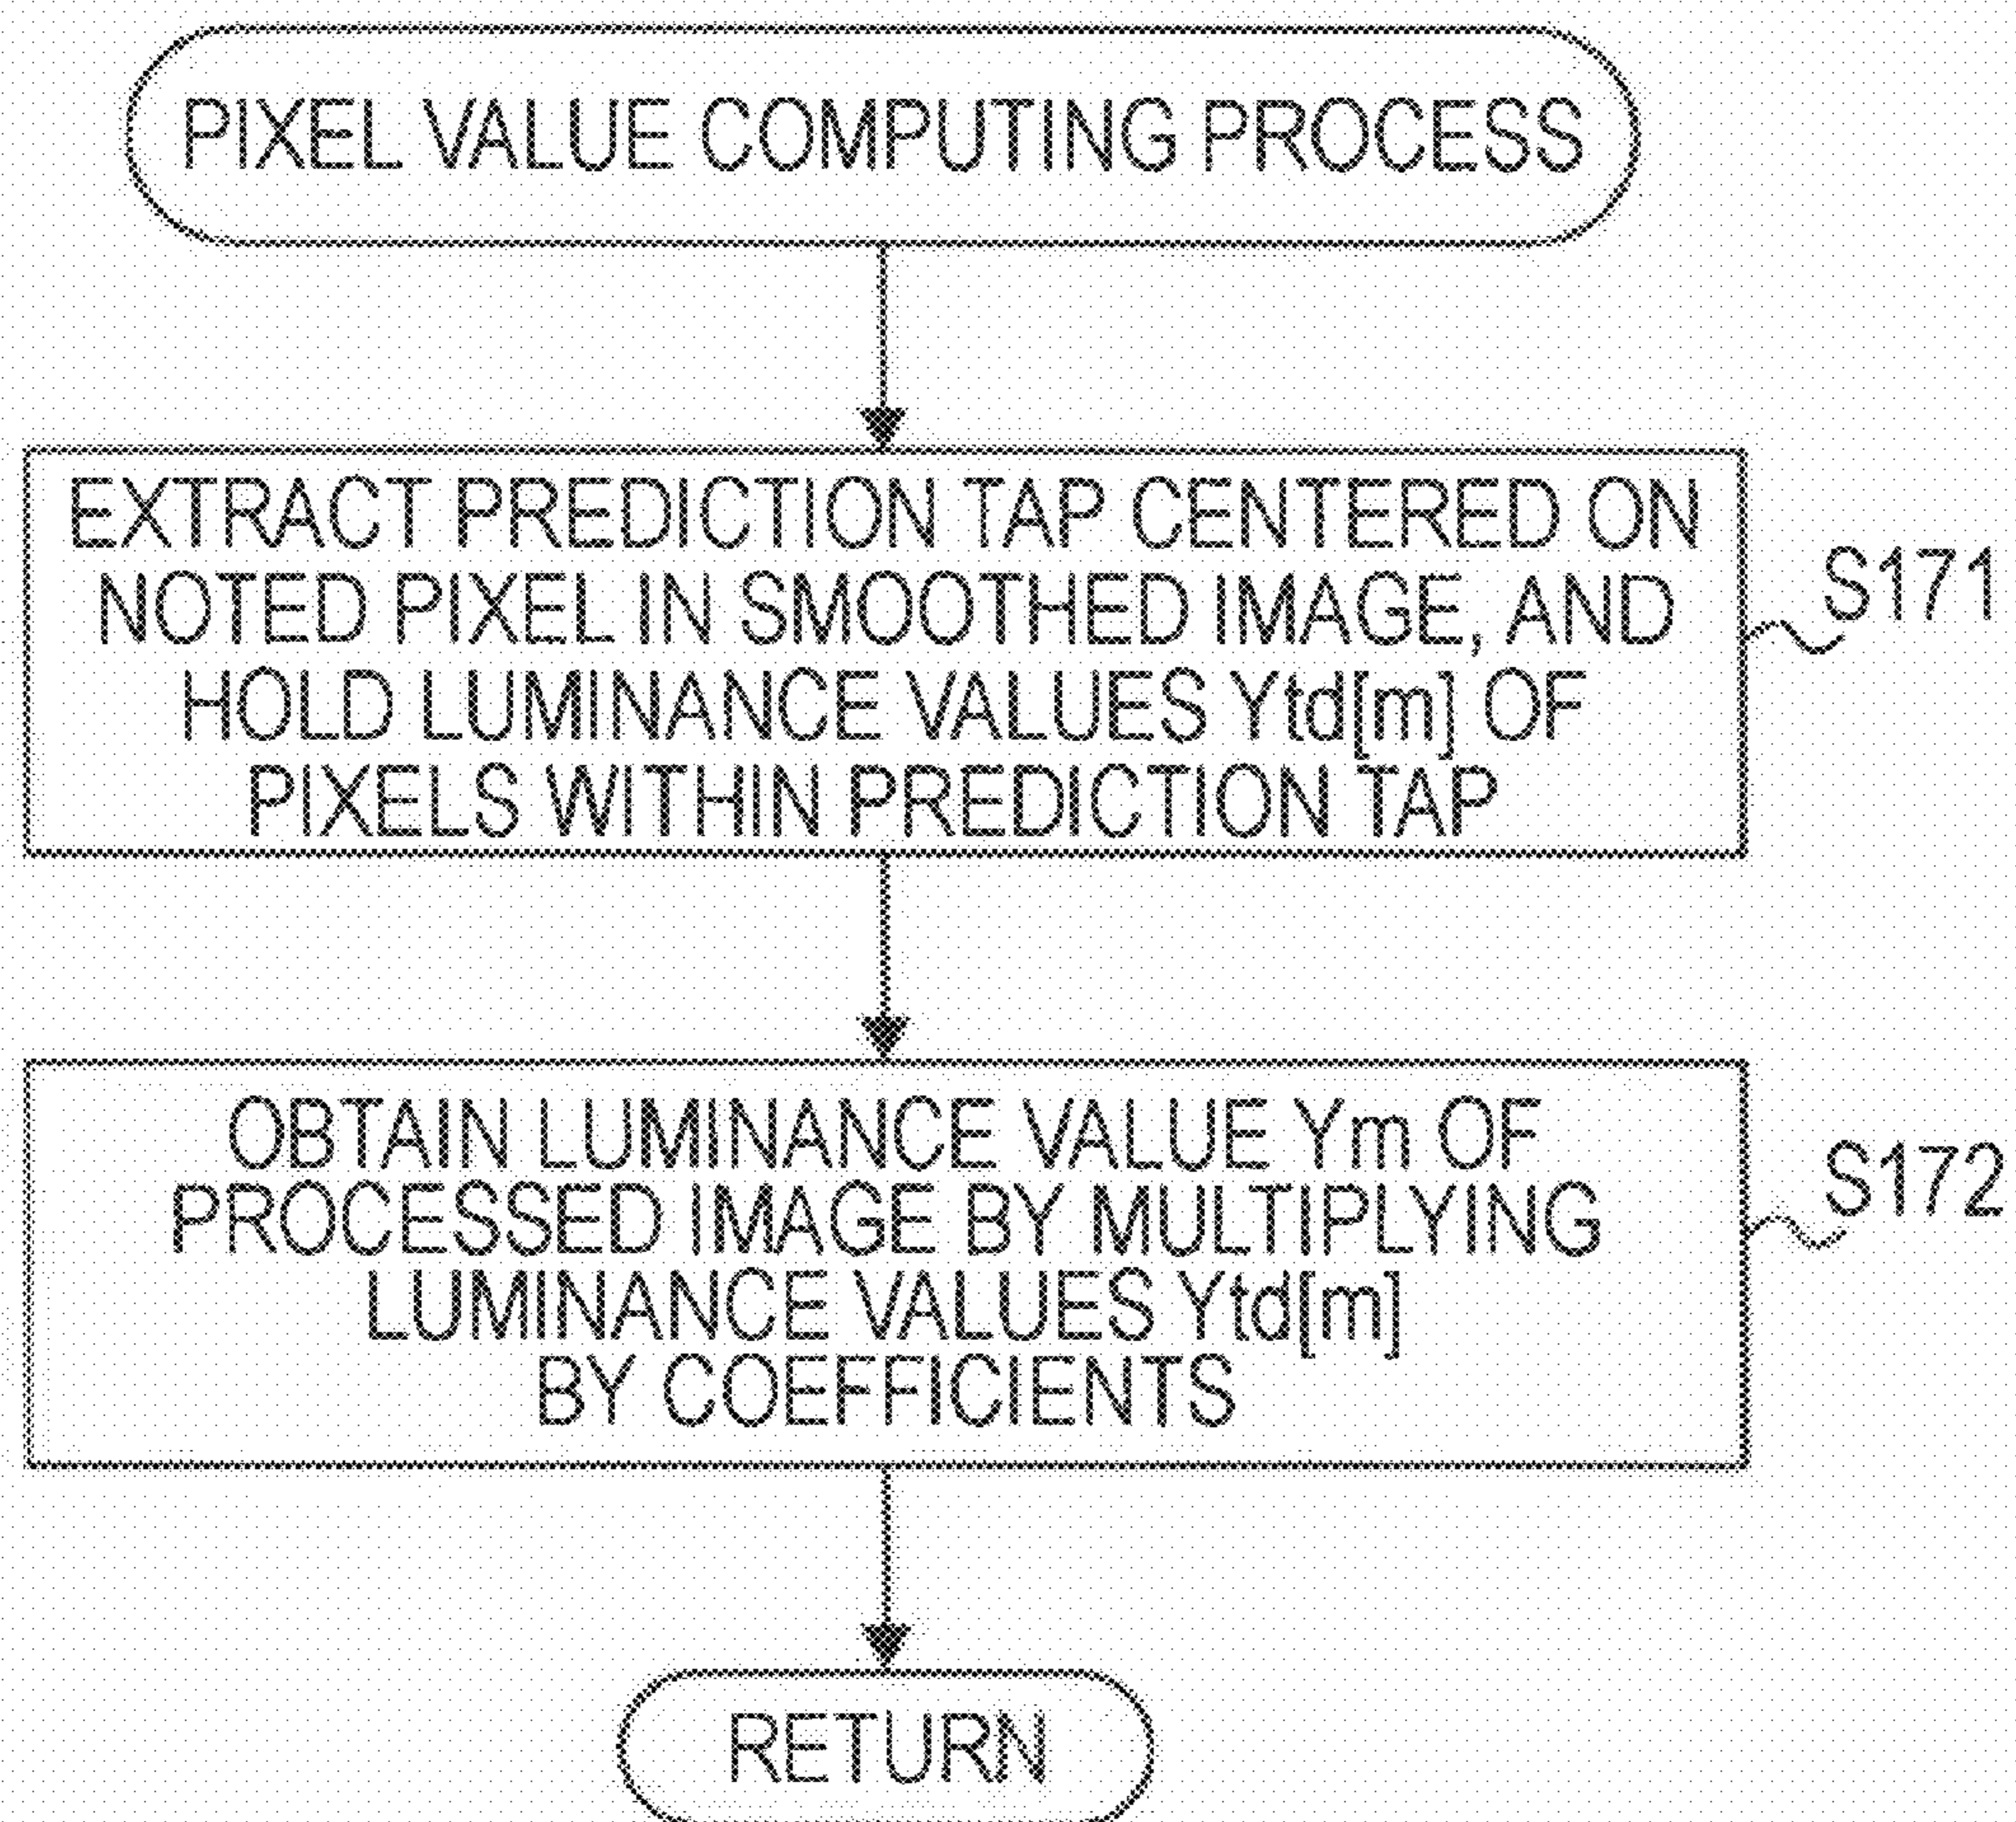 PIXEL VALUE COMPUTING PROCESS
EXTRACT PREDICTION TAP CENTERED ON
NOTED PIXEL IN SMOOTHED IMAGE, AND
HOLD LUMINANCE VALUES Ytd[m] OF
PIXELS WITHIN PREDICTION TAP
S171
OBTAIN LUMINANCE VALUE Ym OF
PROCESSED IMAGE BY MULTIPLYING
LUMINANCE VALUES Ytd[m]
BY COEFFICIENTS
S172
RETURN